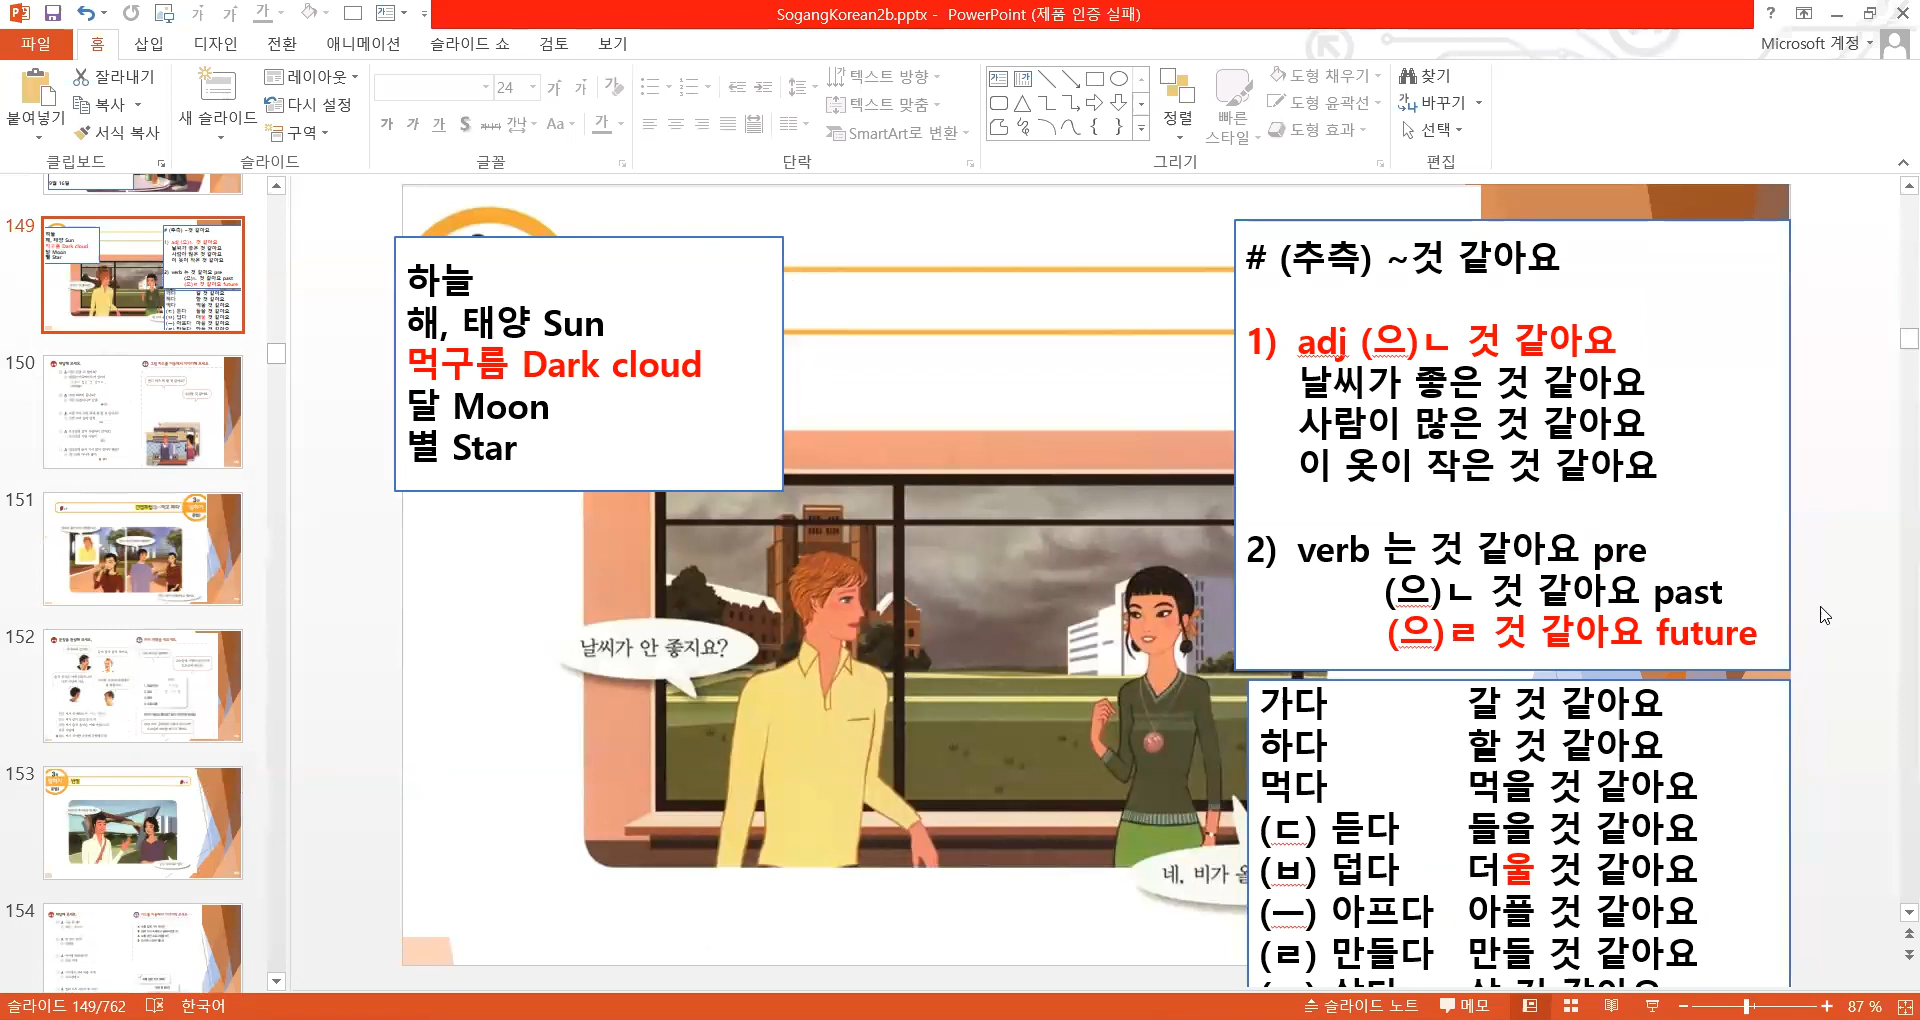 SogangKorean2b.pptx - PowerPoint (제품 인증 실패)
파일 홈 삽입 디자인 전환 애니메이션 슬라이드 쇼 검토 보기
Microsoft 계정
붙여넣기
잘라내기
복사
서식 복사
클립보드
새 슬라이드
레이아웃
다시 설정
구역
슬라이드
24
가 가 가 S 가나다 간 Aa 가
글꼴
텍스트 방향
텍스트 맞춤
SmartArt로 변환
단락
정렬
빠른 스타일
도형 채우기
도형 윤곽선
도형 효과
그리기
찾기
바꾸기
선택
편집
149
150
151
152
153
154
하늘
해, 태양 Sun
먹구름 Dark cloud
달 Moon
별 Star
# (추측) ~것 같아요
1) adj (으)ㄴ 것 같아요
날씨가 좋은 것 같아요
사람이 많은 것 같아요
이 옷이 작은 것 같아요
2) verb 는 것 같아요 pre
(으)ㄴ 것 같아요 past
(으)ㄹ 것 같아요 future
날씨가 안 좋지요?
네, 비가 올
가다 갈 것 같아요
하다 할 것 같아요
먹다 먹을 것 같아요
(ㄷ) 듣다 들을 것 같아요
(ㅂ) 덥다 더울 것 같아요
(ㅡ) 아프다 아플 것 같아요
(ㄹ) 만들다 만들 것 같아요
슬라이드 149/762 한국어
슬라이드 노트 메모 87 %